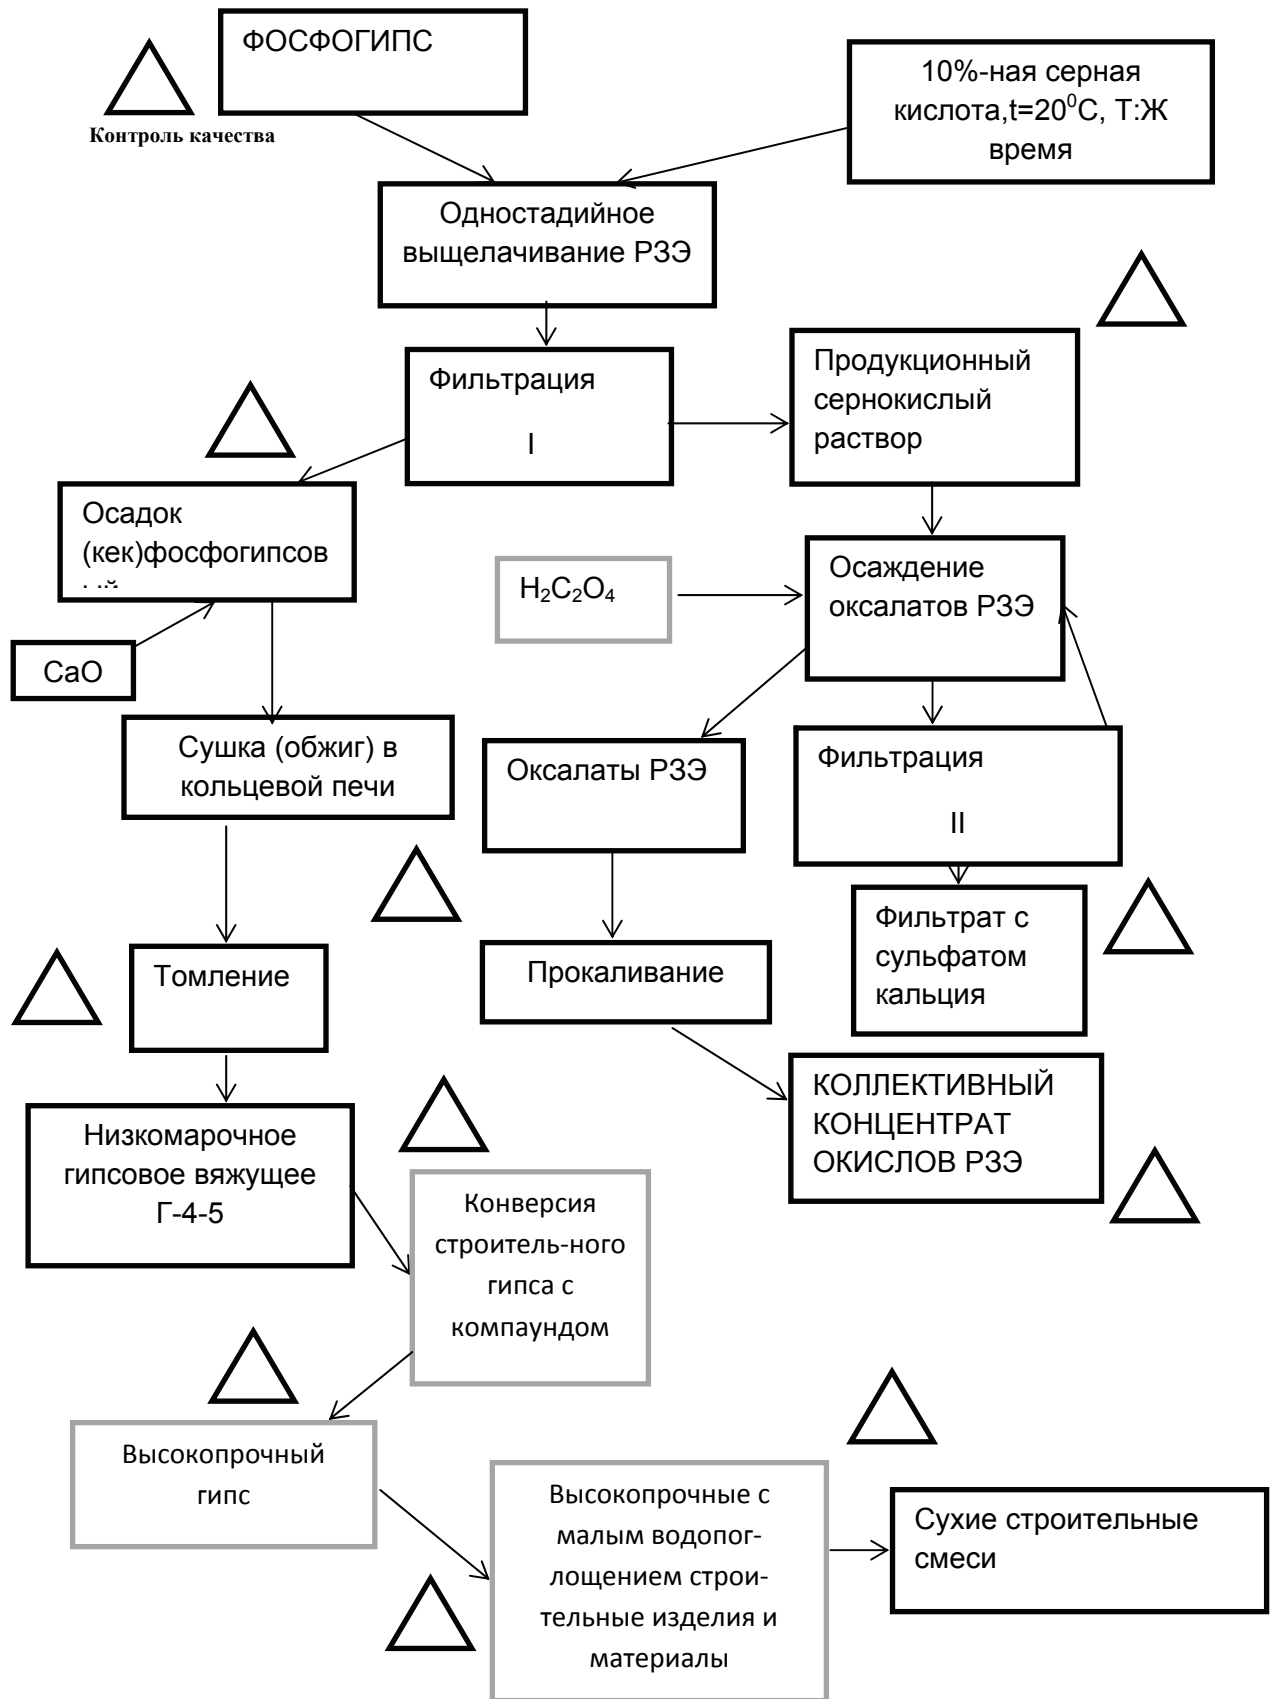 ФОСФОГИПС
Контроль качества
10%-ная серная
кислота,t=20⁰С, Т:Ж
время
Одностадийное
выщелачивание РЗЭ
Фильтрация
I
Продукционный
сернокислый
раствор
Осадок
(кек)фосфогипсов
ый
CaO
H₂C₂O₄
Осаждение
оксалатов РЗЭ
Сушка (обжиг) в
кольцевой печи
Оксалаты РЗЭ
Фильтрация
II
Томление
Прокаливание
Фильтрат с
сульфатом
кальция
КОЛЛЕКТИВНЫЙ
КОНЦЕНТРАТ
ОКИСЛОВ РЗЭ
Низкомарочное
гипсовое вяжущее
Г-4-5
Конверсия
строитель-ного
гипса с
компаундом
Высокопрочный
гипс
Высокопрочные с
малым водопог-
лощением строи-
тельные изделия и
материалы
Сухие строительные
смеси